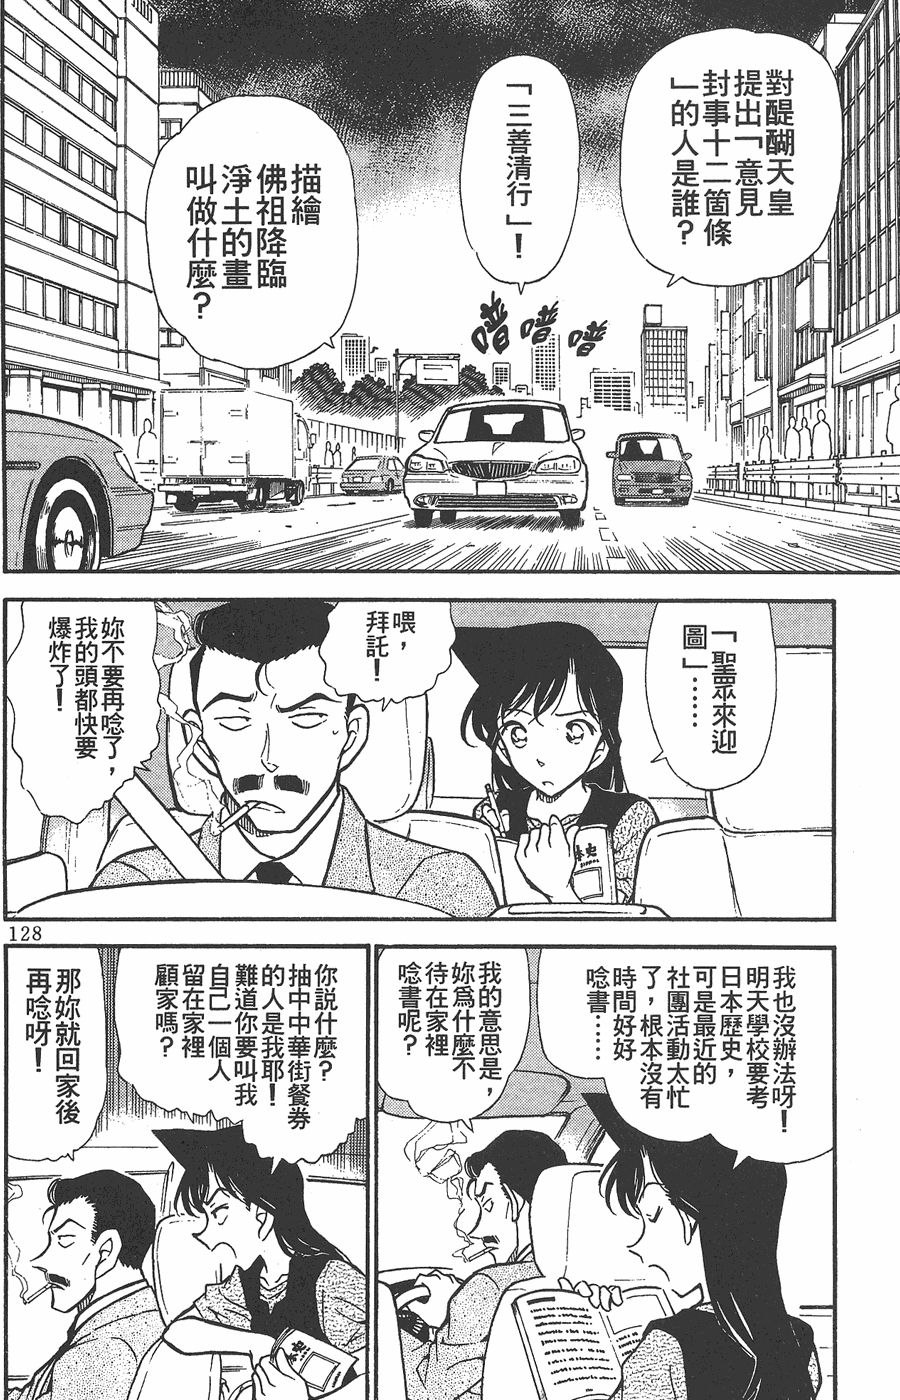 對醍醐天皇
提出「意見
封事十二箇條
」的人是誰？
「三善清行」！
描繪
佛祖降臨
淨土的畫
叫做什麼？
噆噆噆
「聖眾來迎
圖」……
喂，
拜託！
妳不要再唸了，
我的頭都快要
爆炸了！
本史
128
我也沒辦法呀！
明天學校要考
日本歷史，
可是最近的
社團活動太忙
了，根本沒有
時間好好
唸書……
我的意思是，
妳為什麼不
待在家裡
唸書呢？
你說什麼？
抽中中華街餐券
的人是我耶！
難道你要叫我
自己一個人
留在家裡
顧家嗎？
那妳就回家後
再唸呀！